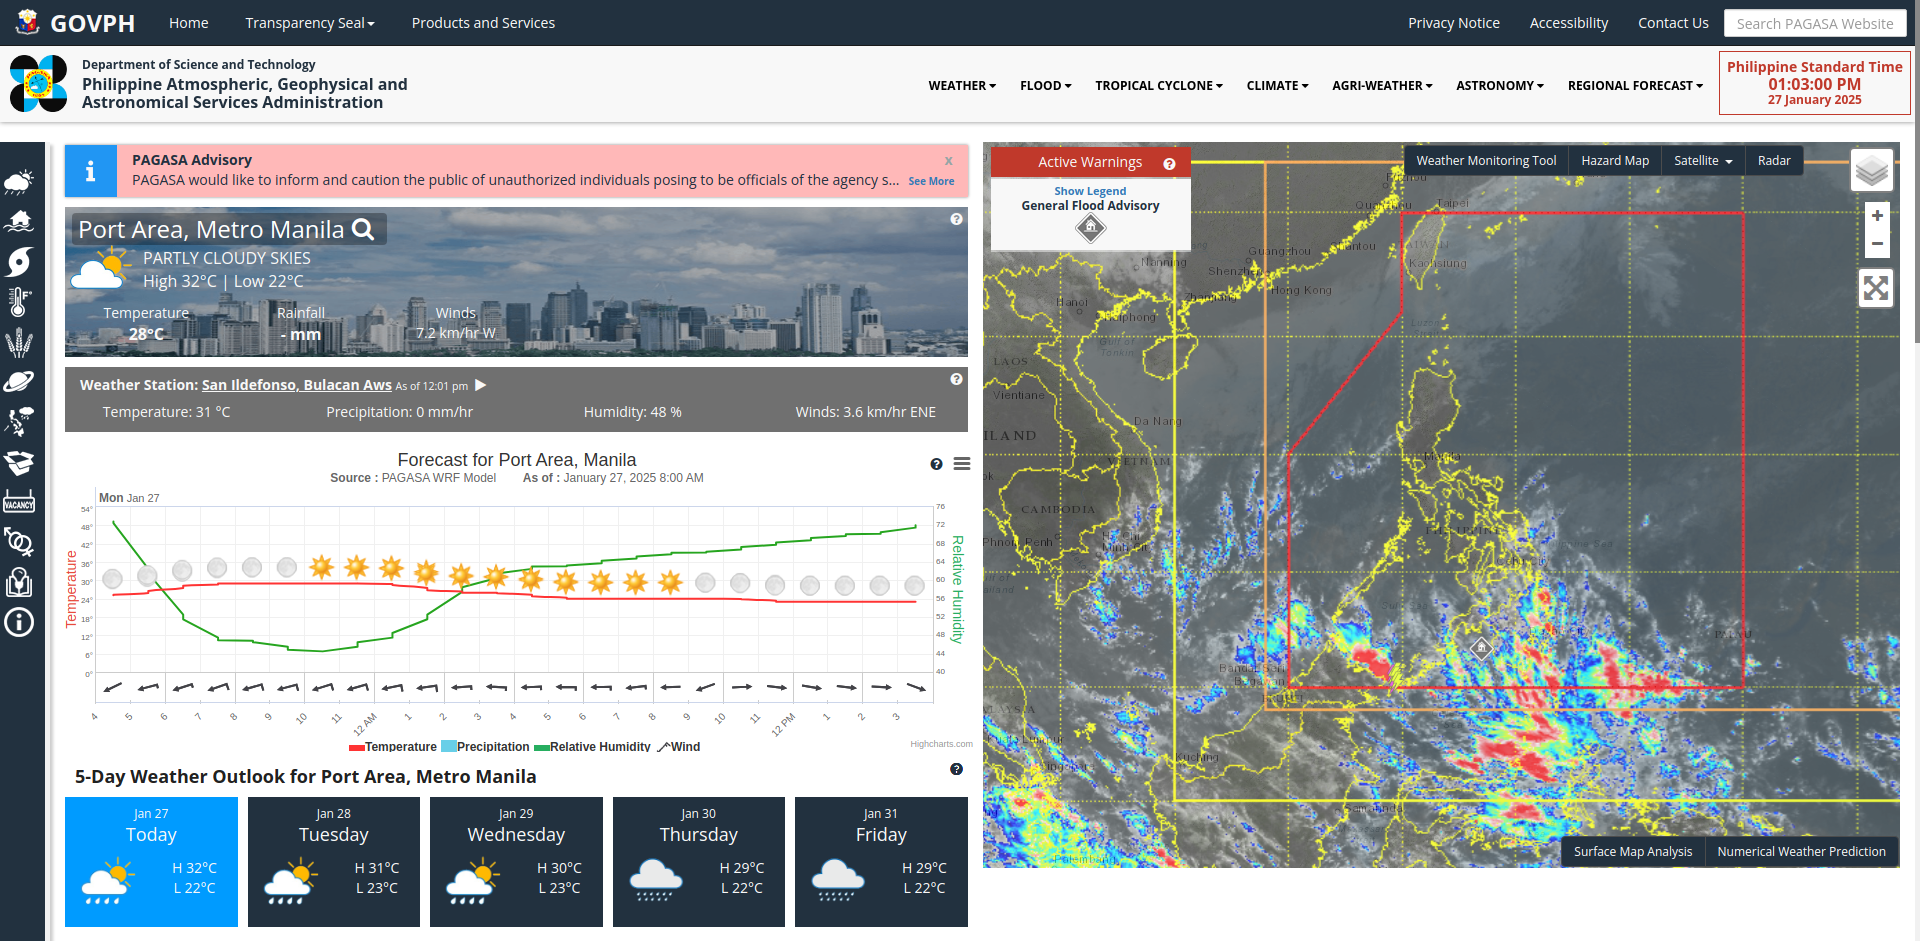 GOVPH
Home
Transparency Seal
Products and Services
Privacy Notice
Accessibility
Contact Us
Search PAGASA Website
Department of Science and Technology
Philippine Atmospheric, Geophysical and
Astronomical Services Administration
WEATHER
FLOOD
TROPICAL CYCLONE
CLIMATE
AGRI-WEATHER
ASTRONOMY
REGIONAL FORECAST
Philippine Standard Time
01:03:00 PM
27 January 2025
VACANCY
PAGASA Advisory
x
PAGASA would like to inform and caution the public of unauthorized individuals posing to be officials of the agency s... See More
Port Area, Metro Manila
PARTLY CLOUDY SKIES
High 32°C | Low 22°C
Temperature
28°C
Rainfall
- mm
Winds
7.2 km/hr W
Weather Station: San Ildefonso, Bulacan Aws As of 12:01 pm
Temperature: 31 °C
Precipitation: 0 mm/hr
Humidity: 48 %
Winds: 3.6 km/hr ENE
Forecast for Port Area, Manila
Source : PAGASA WRF Model As of : January 27, 2025 8:00 AM
Mon Jan 27
54°
48°
42°
36°
30°
24°
18°
12°
6°
0°
Temperature
76
72
68
64
60
56
52
48
44
40
Relative Humidity
4 5 6 7 8 9 10 11 12 AM 1 2 3 4 5 6 7 8 9 10 11 12 PM 1 2 3
Temperature Precipitation Relative Humidity Wind
Highcharts.com
5-Day Weather Outlook for Port Area, Metro Manila
Jan 27
Today
H 32°C
L 22°C
Jan 28
Tuesday
H 31°C
L 23°C
Jan 29
Wednesday
H 30°C
L 23°C
Jan 30
Thursday
H 29°C
L 22°C
Jan 31
Friday
H 29°C
L 22°C
Active Warnings
Show Legend
General Flood Advisory
Weather Monitoring Tool
Hazard Map
Satellite
Radar
+
−
Taipei
Guangzhou
Kaohsiung
Nanning
Shenzhen
Hong Kong
Hanoi
Haiphong
Gulf of
Tonkin
LAOS
Vientiane
Da Nang
ILAND
VIETNAM
Manila
CAMBODIA
Phnom Penh
PALAU
Bandar Seri
Begawan
Kuching
Samarinda
Palembang
Surface Map Analysis
Numerical Weather Prediction